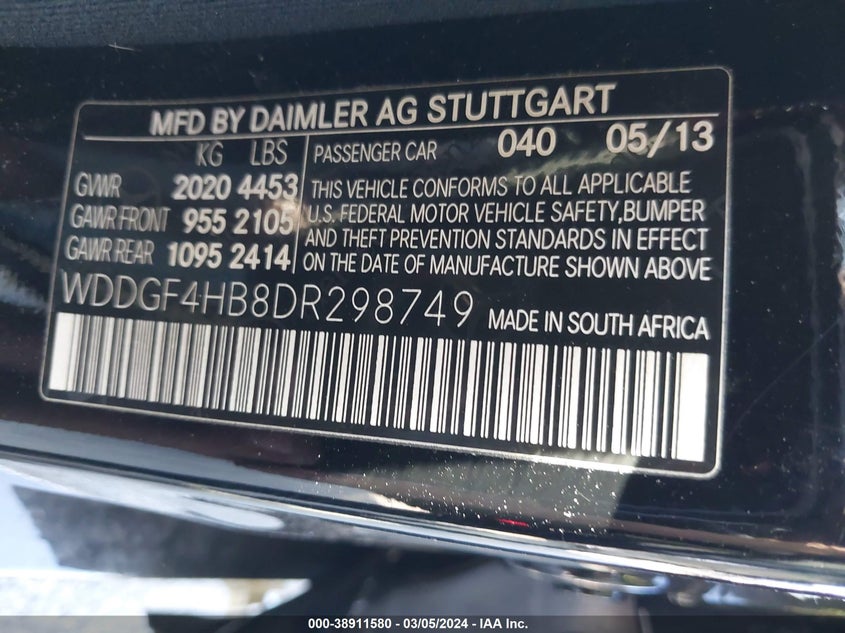 MFD BY DAIMLER AG STUTTGART
KG LBS
GVWR 2020 4453
GAWR FRONT 955 2105
GAWR REAR 1095 2414
PASSENGER CAR 040 05/13
THIS VEHICLE CONFORMS TO ALL APPLICABLE
U.S. FEDERAL MOTOR VEHICLE SAFETY,BUMPER
AND THEFT PREVENTION STANDARDS IN EFFECT
ON THE DATE OF MANUFACTURE SHOWN ABOVE
WDDGF4HB8DR298749 MADE IN SOUTH AFRICA
000-38911580 - 03/05/2024 - IAA Inc.